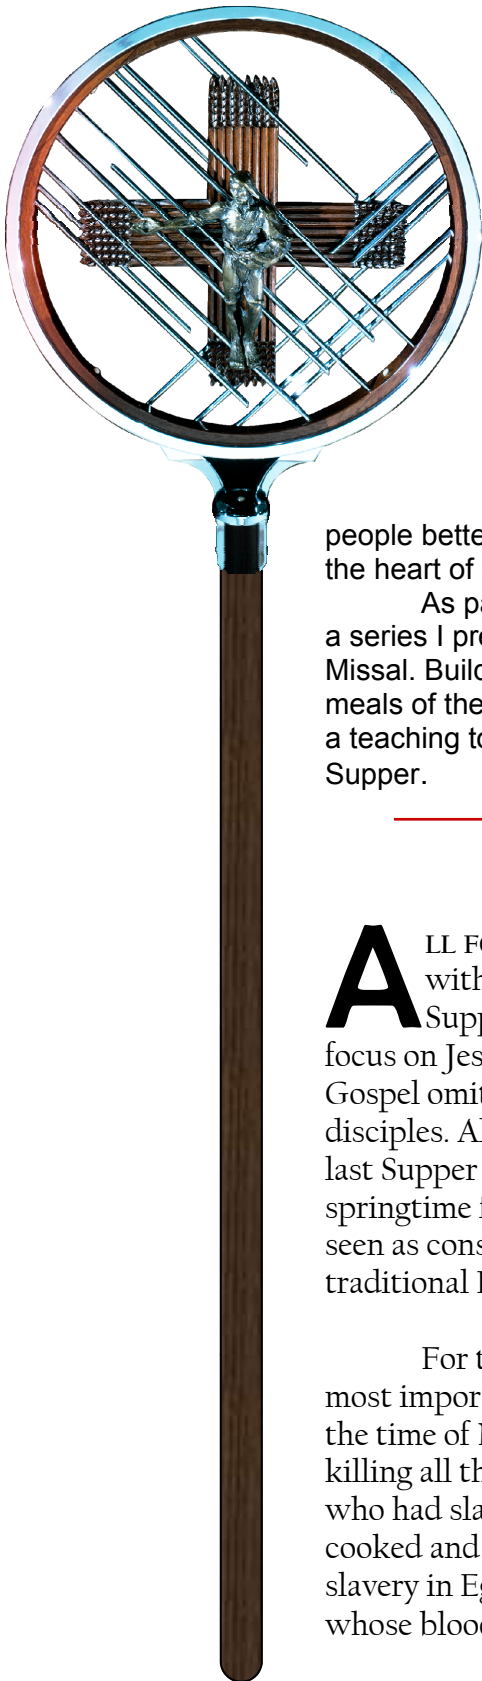 people bette
the heart of
As pa
a series I pre
Missal. Build
meals of the
a teaching to
Supper.
ALL FO
with
Supp
focus on Jes
Gospel omit
disciples. Al
last Supper
springtime f
seen as cons
traditional
For t
most impor
the time of
killing all th
who had sla
cooked and
slavery in Eg
whose blood